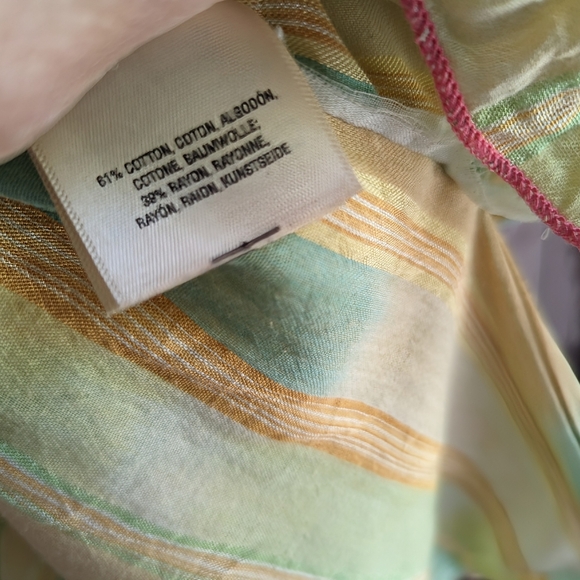 61% COTTON, COTON, ALGODÓN,
COTONE, BAUMWOLLE;
39% RAYON, RAYONNE,
RAYÓN, RAION, KUNSTSEIDE